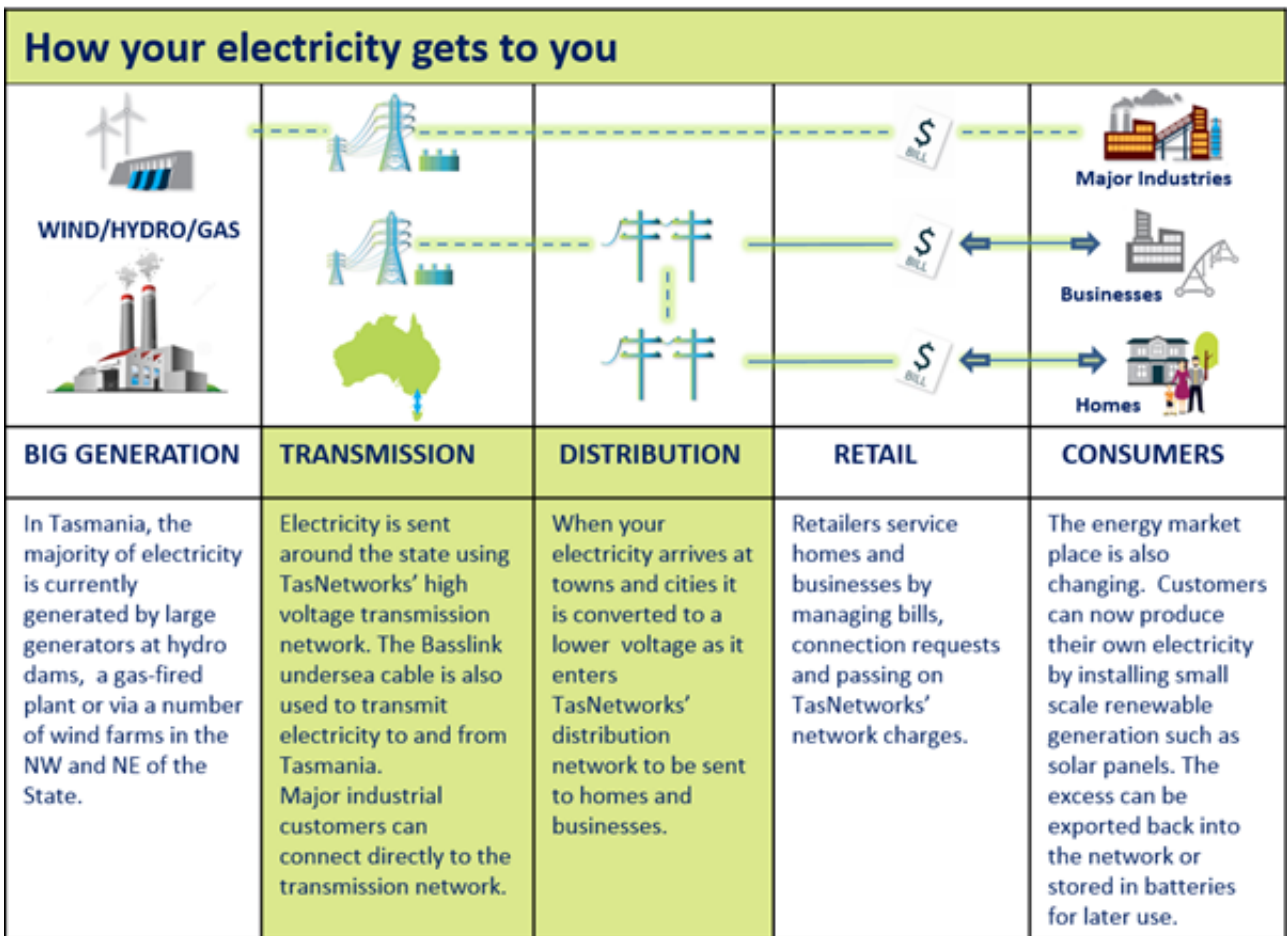 How your electricity gets to you
$
BILL
Major Industries
WIND/HYDRO/GAS
$
BILL
Businesses
$
BILL
Homes
BIG GENERATION
TRANSMISSION
DISTRIBUTION
RETAIL
CONSUMERS
In Tasmania, the
majority of electricity
is currently
generated by large
generators at hydro
dams,  a gas-fired
plant or via a number
of wind farms in the
NW and NE of the
State.
Electricity is sent
around the state using
TasNetworks’ high
voltage transmission
network. The Basslink
undersea cable is also
used to transmit
electricity to and from
Tasmania.
Major industrial
customers can
connect directly to the
transmission network.
When your
electricity arrives at
towns and cities it
is converted to a
lower  voltage as it
enters
TasNetworks’
distribution
network to be sent
to homes and
businesses.
Retailers service
homes and
businesses by
managing bills,
connection requests
and passing on
TasNetworks’
network charges.
The energy market
place is also
changing.  Customers
can now produce
their own electricity
by installing small
scale renewable
generation such as
solar panels. The
excess can be
exported back into
the network or
stored in batteries
for later use.